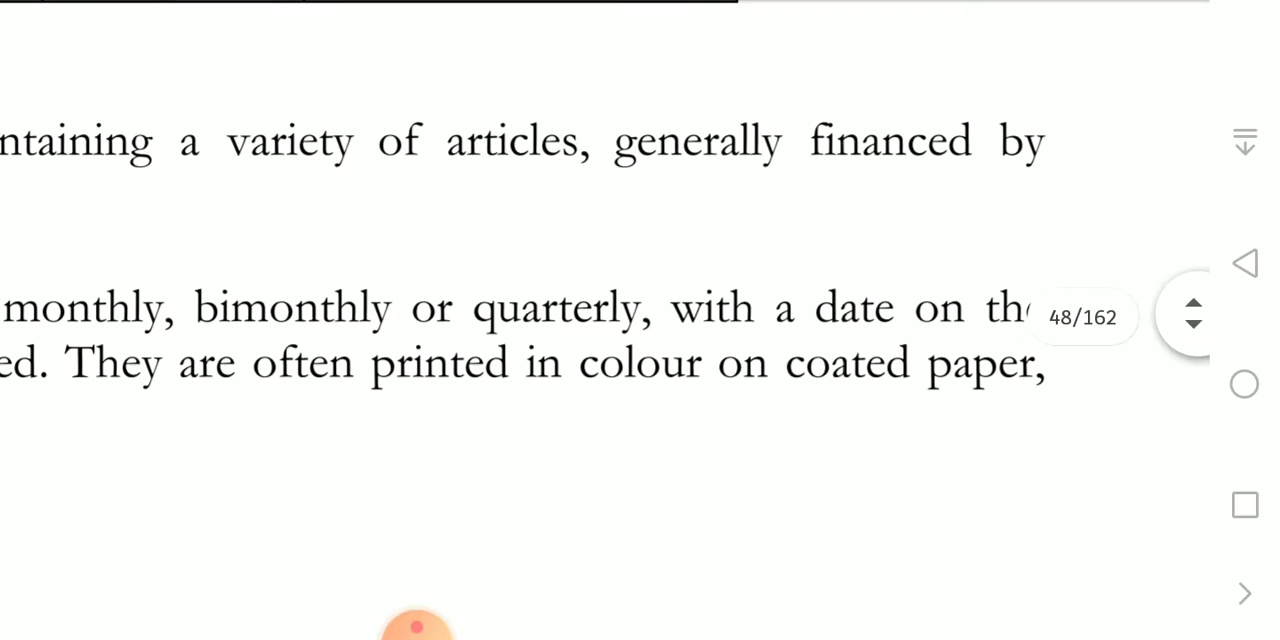 ntaining a variety of articles, generally financed by
monthly, bimonthly or quarterly, with a date on
48/162
ed. They are often printed in colour on coated paper,